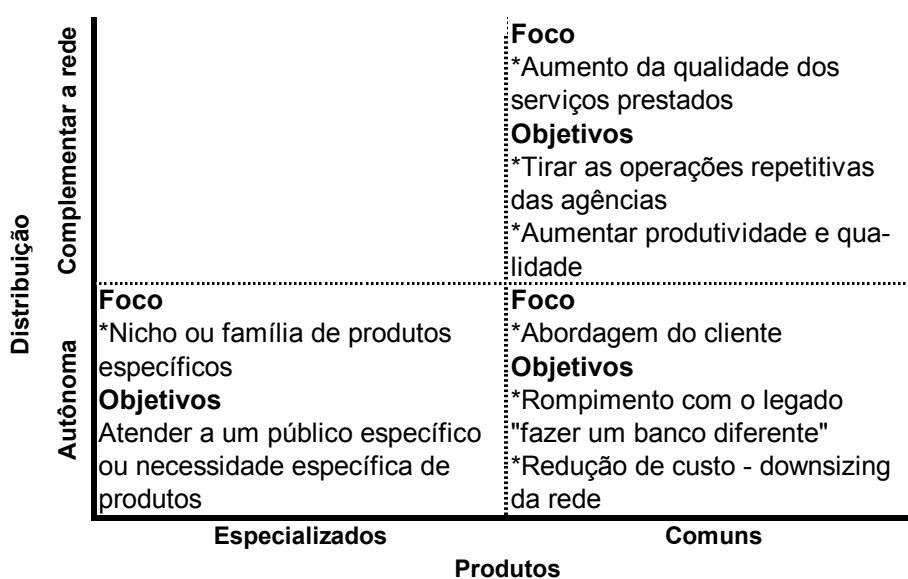 Distribuição
Complementar a rede
Foco
*Aumento da qualidade dos
serviços prestados
Objetivos
*Tirar as operações repetitivas
das agências
*Aumentar produtividade e qua-
lidade
Autônoma
Foco
*Nicho ou família de produtos
específicos
Objetivos
Atender a um público específico
ou necessidade específica de
produtos
Foco
*Abordagem do cliente
Objetivos
*Rompimento com o legado
"fazer um banco diferente"
*Redução de custo - downsizing
da rede
Especializados
Comuns
Produtos